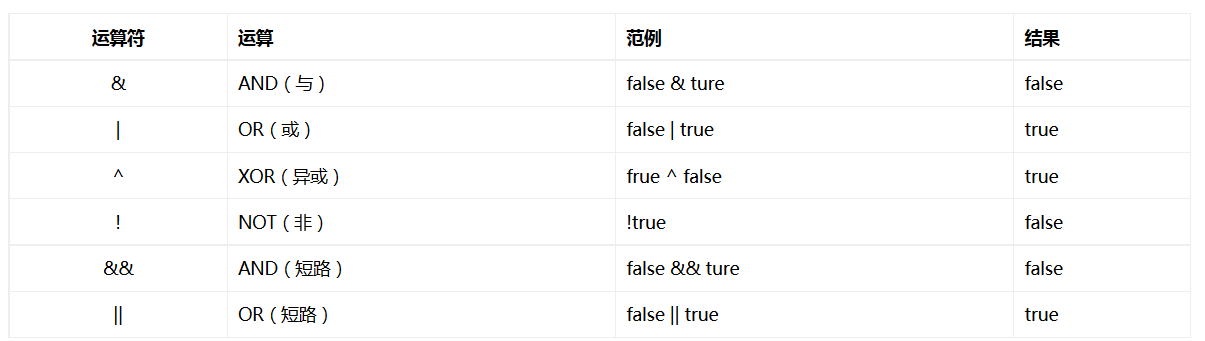 运算符 运算 范例 结果
& AND ( 与 ) false & ture false
| OR ( 或 ) false | true true
^ XOR ( 异或 ) frue ^ false true
! NOT ( 非 ) !true false
&& AND ( 短路 ) false && ture false
|| OR ( 短路 ) false || true true